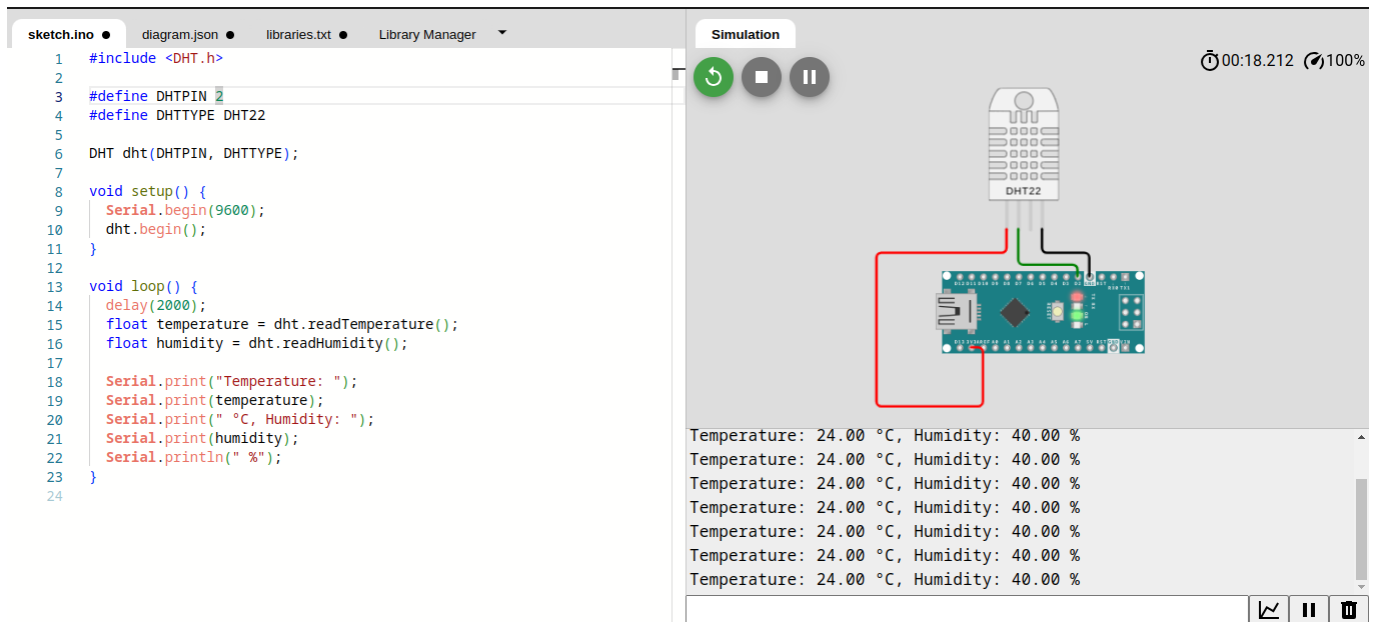 sketch.ino ● diagram.json ● libraries.txt ● Library Manager
1 #include <DHT.h>
2
3 #define DHTPIN 2
4 #define DHTTYPE DHT22
5
6 DHT dht(DHTPIN, DHTTYPE);
7
8 void setup() {
9 Serial.begin(9600);
10 dht.begin();
11 }
12
13 void loop() {
14 delay(2000);
15 float temperature = dht.readTemperature();
16 float humidity = dht.readHumidity();
17
18 Serial.print("Temperature: ");
19 Serial.print(temperature);
20 Serial.print(" °C, Humidity: ");
21 Serial.print(humidity);
22 Serial.println(" %");
23 }
24
Simulation
00:18.212 100%
DHT22
Temperature: 24.00 °C, Humidity: 40.00 %
Temperature: 24.00 °C, Humidity: 40.00 %
Temperature: 24.00 °C, Humidity: 40.00 %
Temperature: 24.00 °C, Humidity: 40.00 %
Temperature: 24.00 °C, Humidity: 40.00 %
Temperature: 24.00 °C, Humidity: 40.00 %
Temperature: 24.00 °C, Humidity: 40.00 %